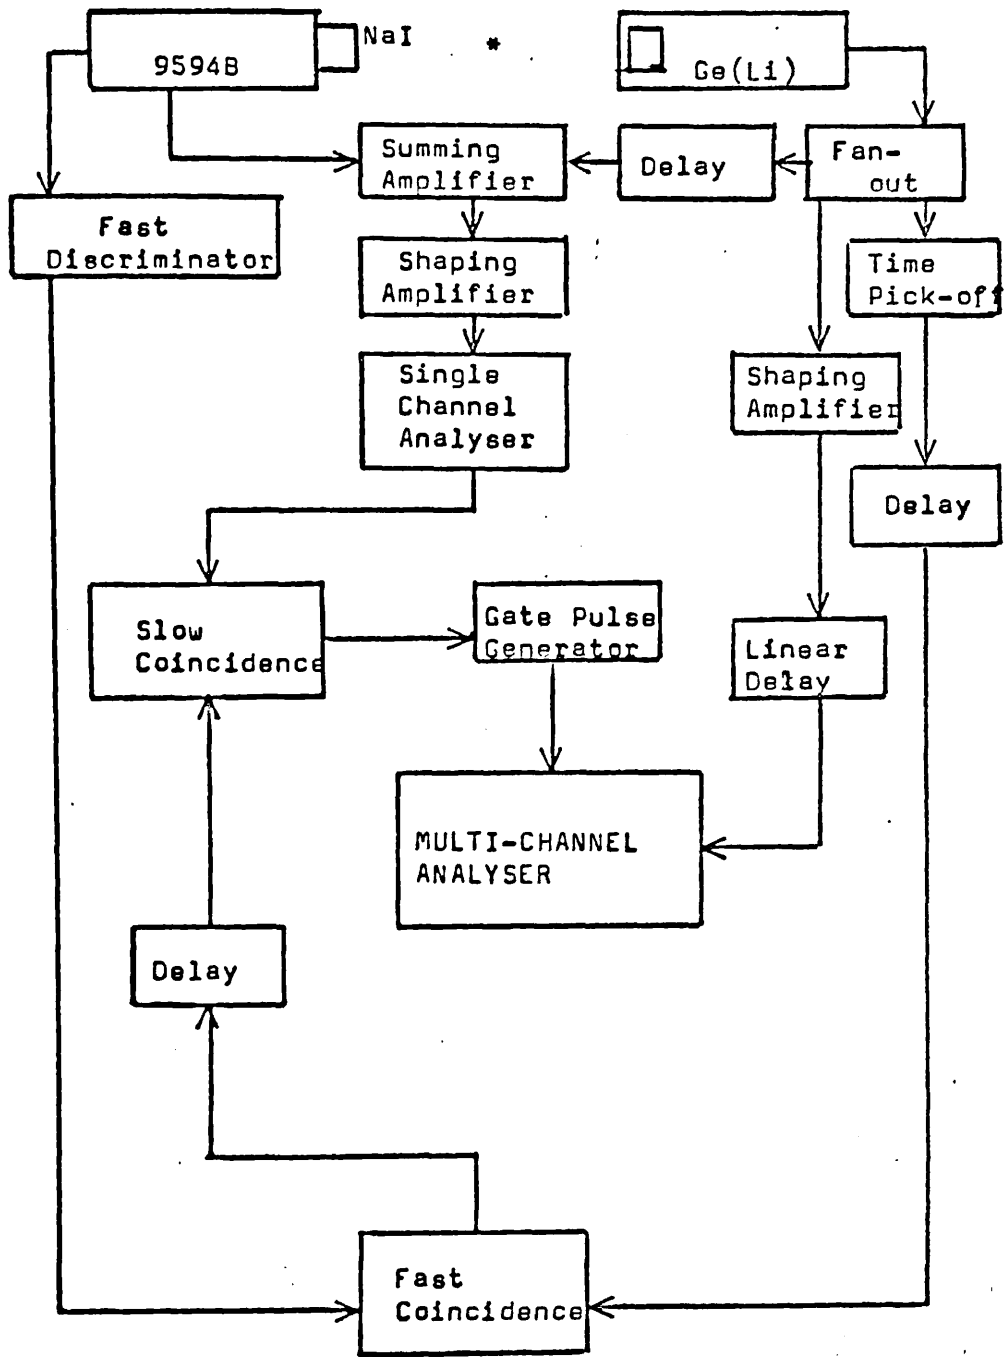 NaI
*
9594B
Ge(Li)
Summing
Amplifier
Delay
Fan-
out
Fast
Discriminator
Shaping
Amplifier
Time
Pick-off
Single
Channel
Analyser
Shaping
Amplifier
Delay
Slow
Coincidence
Gate Pulse
Generator
Linear
Delay
MULTI-CHANNEL
ANALYSER
Delay
Fast
Coincidence